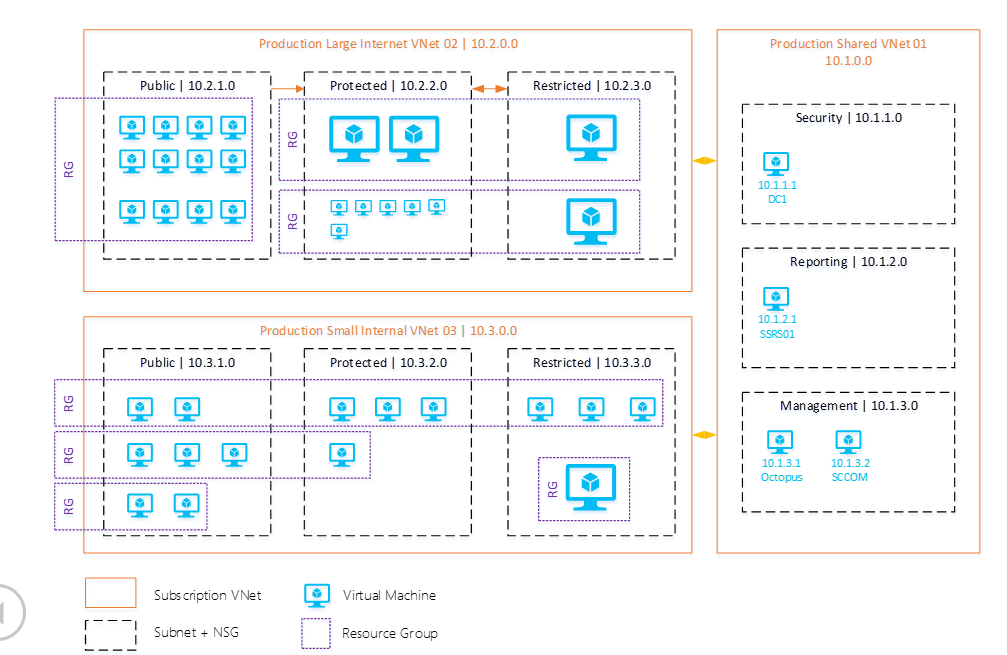 Production Large Internet VNet 02 | 10.2.0.0
Public | 10.2.1.0
Protected | 10.2.2.0
Restricted | 10.2.3.0
RG
RG
RG
Production Shared VNet 01
10.1.0.0
Security | 10.1.1.0
10.1.1.1
DC1
Reporting | 10.1.2.0
10.1.2.1
SSRS01
Management | 10.1.3.0
10.1.3.1
Octopus
10.1.3.2
SCCOM
Production Small Internal VNet 03 | 10.3.0.0
Public | 10.3.1.0
Protected | 10.3.2.0
Restricted | 10.3.3.0
RG
RG
RG
RG
Subscription VNet
Virtual Machine
Subnet + NSG
Resource Group